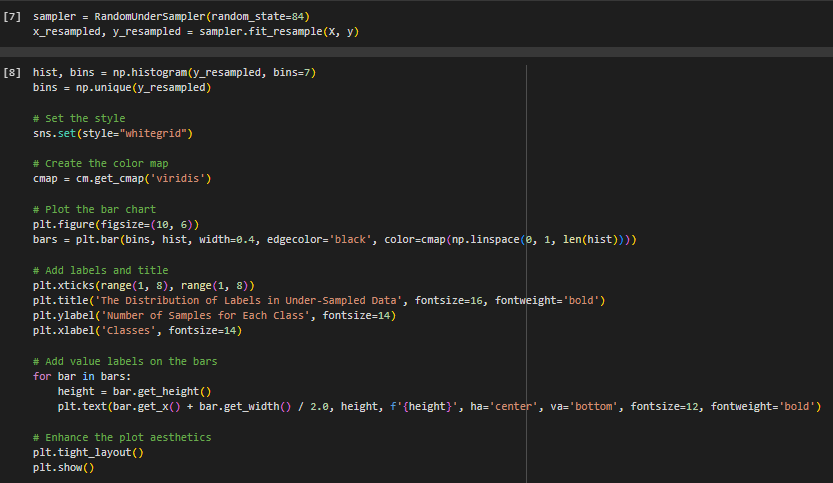 [7] sampler = RandomUnderSampler(random_state=84)
x_resampled, y_resampled = sampler.fit_resample(X, y)
[8] hist, bins = np.histogram(y_resampled, bins=7)
bins = np.unique(y_resampled)
# Set the style
sns.set(style="whitegrid")
# Create the color map
cmap = cm.get_cmap('viridis')
# Plot the bar chart
plt.figure(figsize=(10, 6))
bars = plt.bar(bins, hist, width=0.4, edgecolor='black', color=cmap(np.linspace(0, 1, len(hist))))
# Add labels and title
plt.xticks(range(1, 8), range(1, 8))
plt.title('The Distribution of Labels in Under-Sampled Data', fontsize=16, fontweight='bold')
plt.ylabel('Number of Samples for Each Class', fontsize=14)
plt.xlabel('Classes', fontsize=14)
# Add value labels on the bars
for bar in bars:
    height = bar.get_height()
    plt.text(bar.get_x() + bar.get_width() / 2.0, height, f'{height}', ha='center', va='bottom', fontsize=12, fontweight='bold')
# Enhance the plot aesthetics
plt.tight_layout()
plt.show()